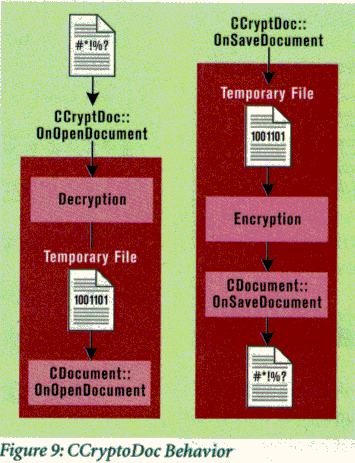 #*!%?
CCryptDoc::
OnOpenDocument
Decryption
Temporary File
1001101
CDocument::
OnOpenDocument
CCryptDoc::
OnSaveDocument
Temporary File
1001101
Encryption
CDocument::
OnSaveDocument
#*!%?
Figure 9: CCryptoDoc Behavior